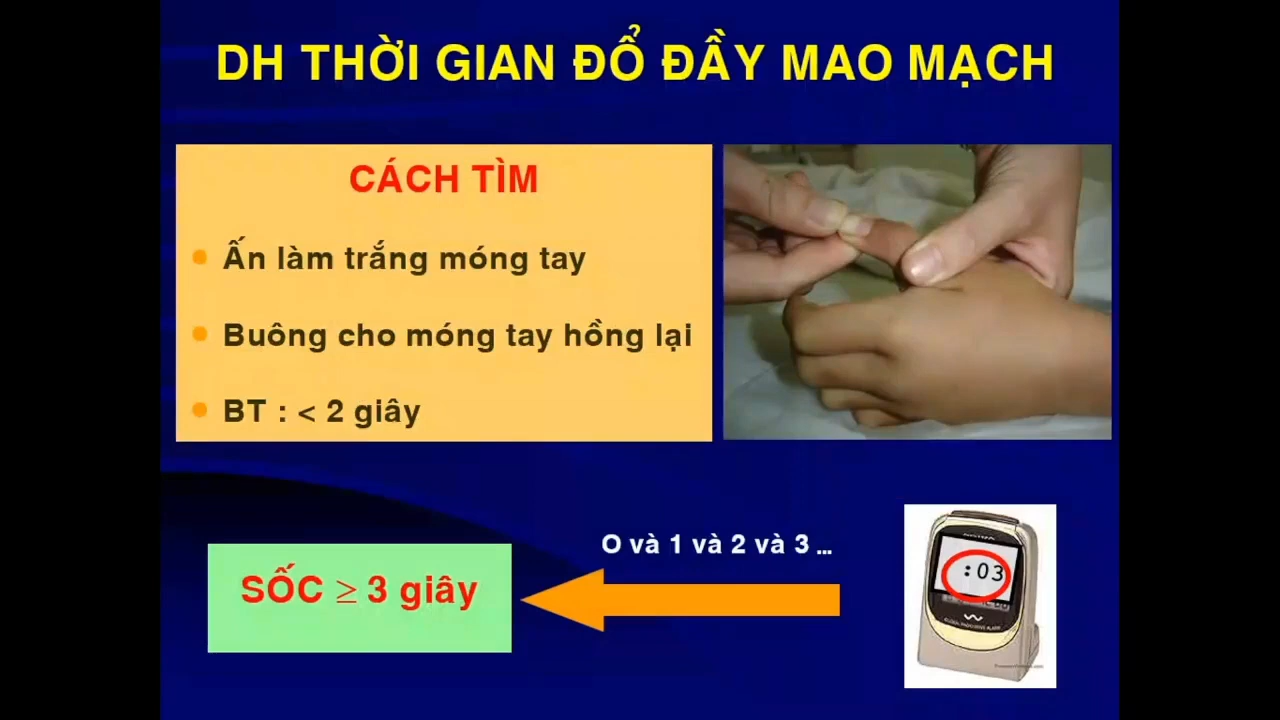 DH THỜI GIAN ĐỔ ĐẦY MAO MẠCH
CÁCH TÌM
Ấn làm trắng móng tay
Buông cho móng tay hồng lại
BT : < 2 giây
O và 1 và 2 và 3 ...
SỐC ≥ 3 giây
:03